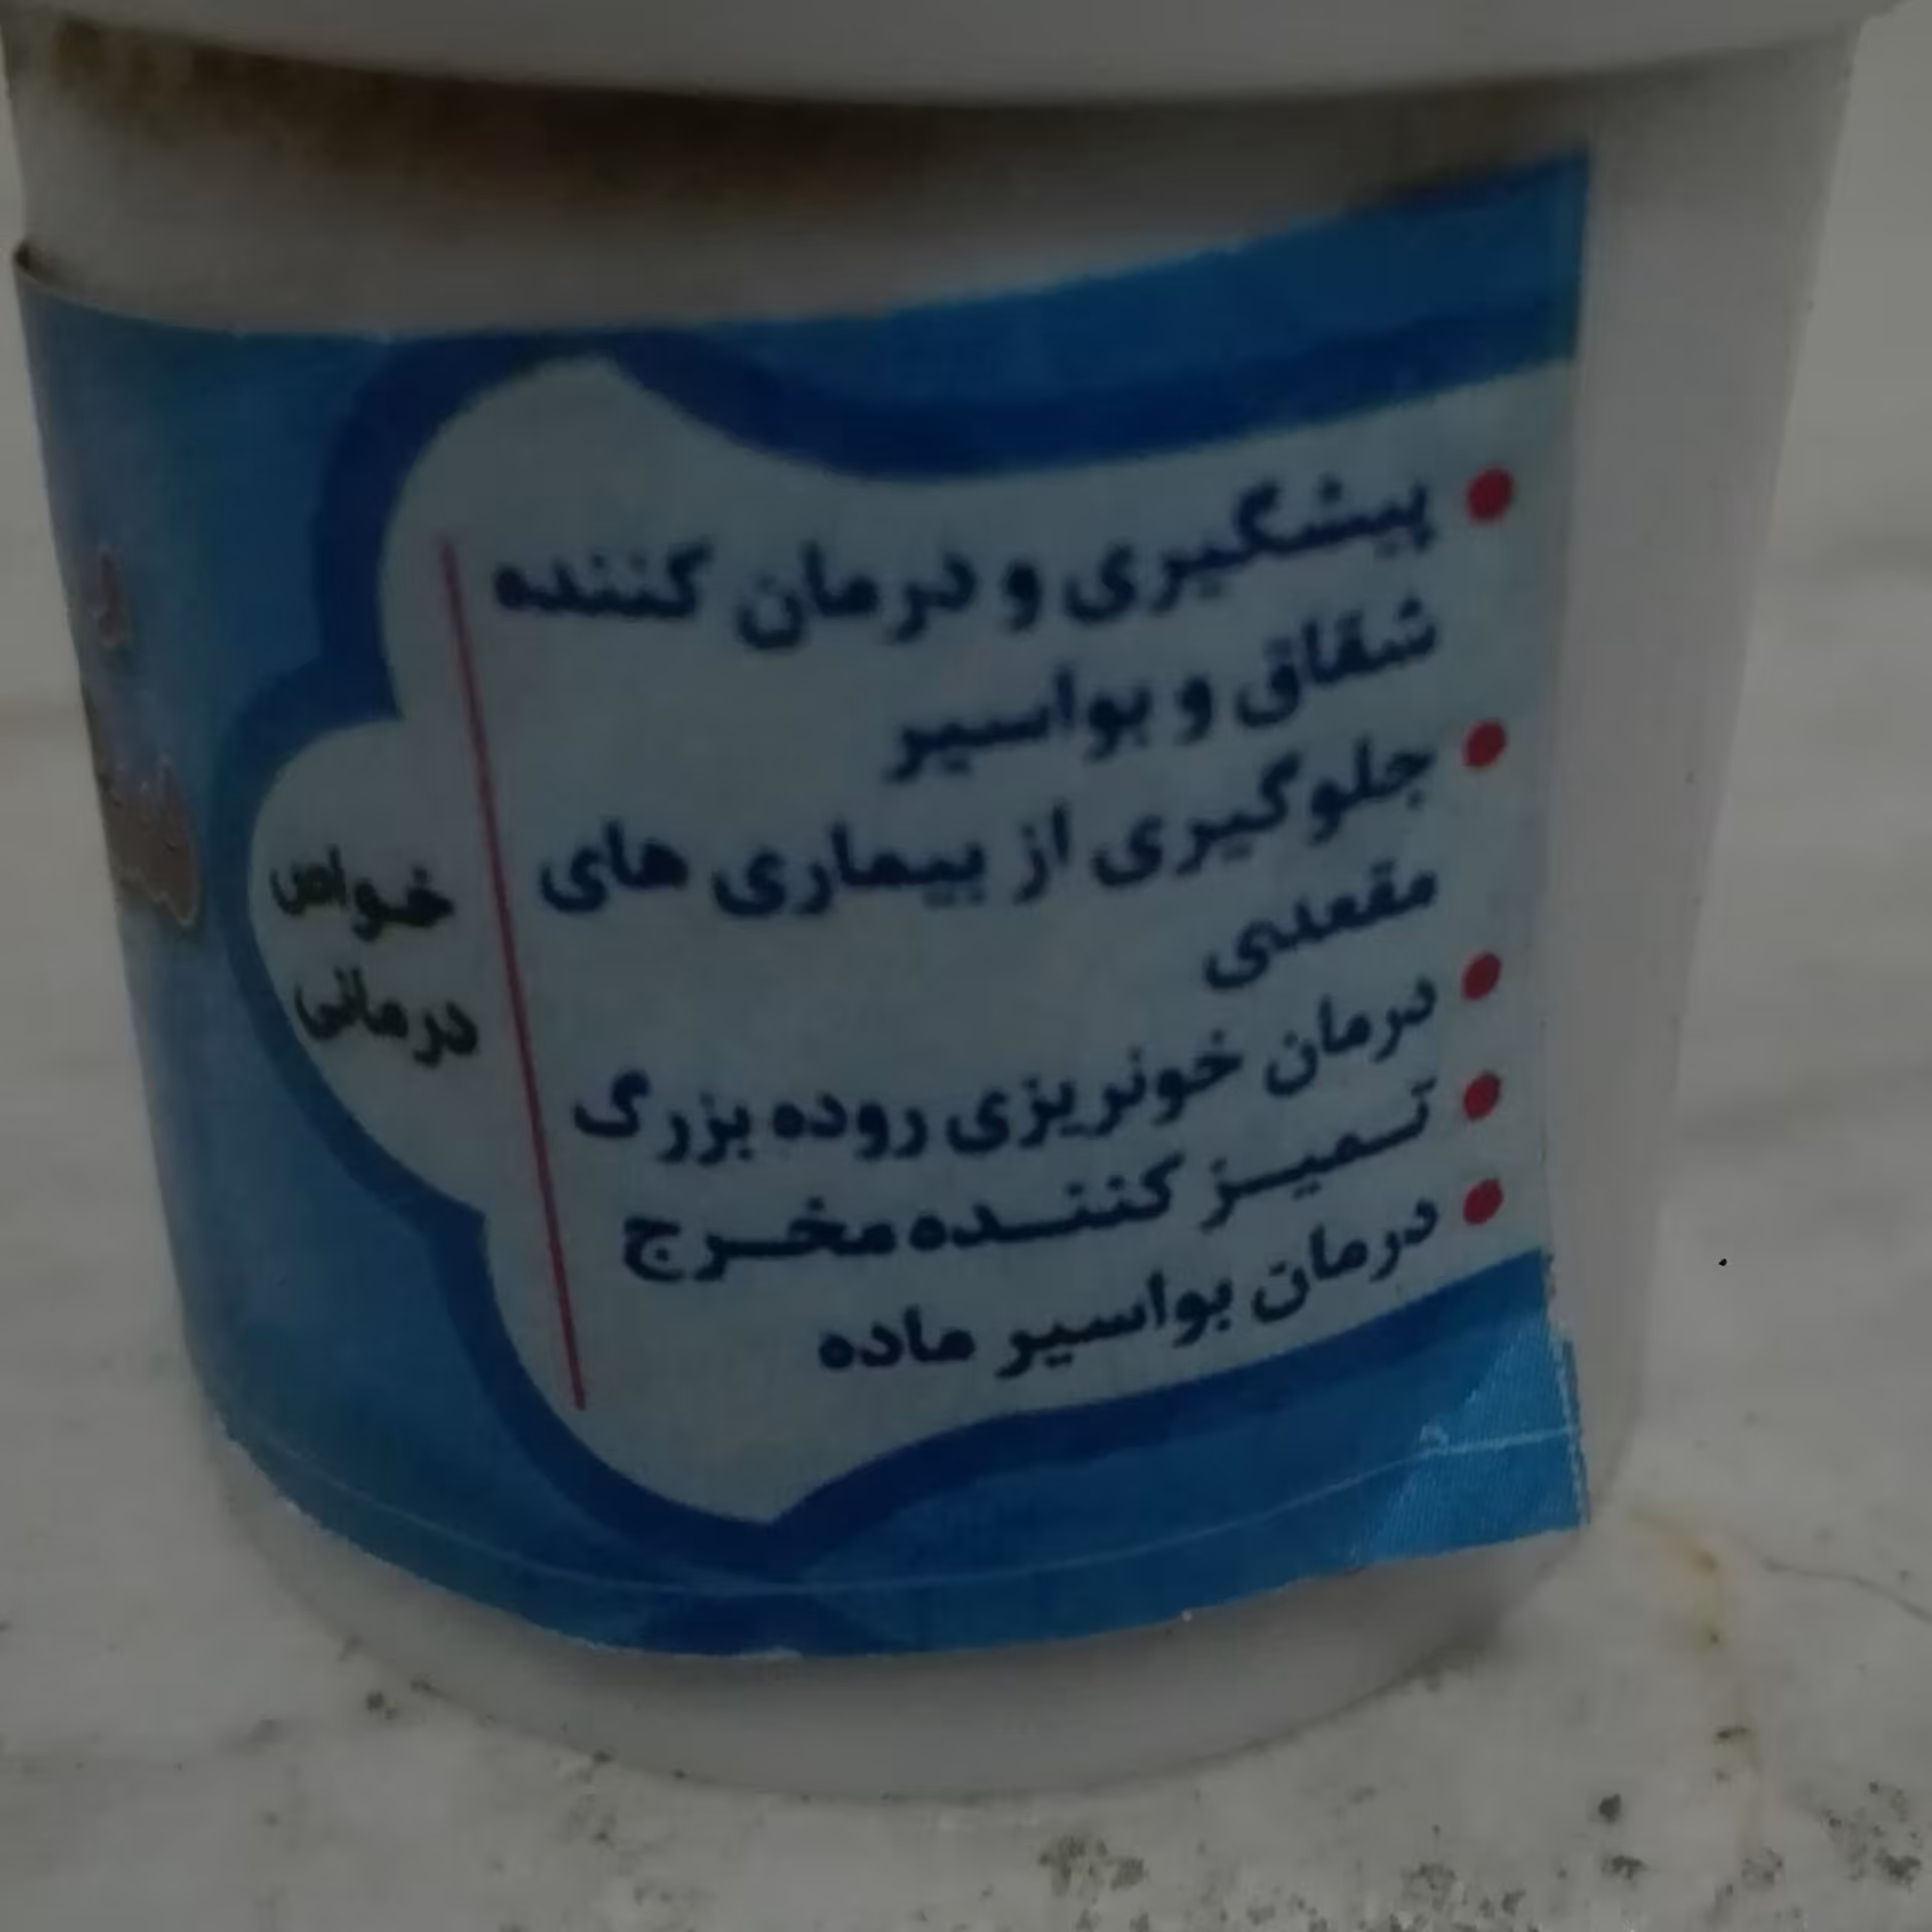 پیشگیری و درمان کننده
شقاق و بواسیر
جلوگیری از بیماری های
مقعدی
درمان خونریزی روده بزرگ
تمیز کننده مخرج
درمان بواسیر ماده
خواص
درمانی